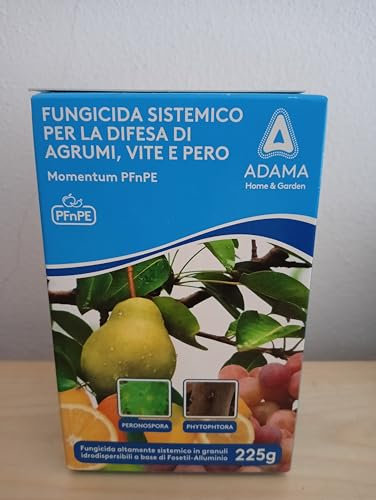 FUNGICIDA SISTEMICO
PER LA DIFESA DI
AGRUMI, VITE E PERO
Momentum PFnPE
PFnPE
ADAMA
Home & Garden
PERONOSPORA
PHYTOPHTORA
Fungicida altamente sistemico in granuli
Idrodispersibili a base di Fosetil-Alluminio
225g